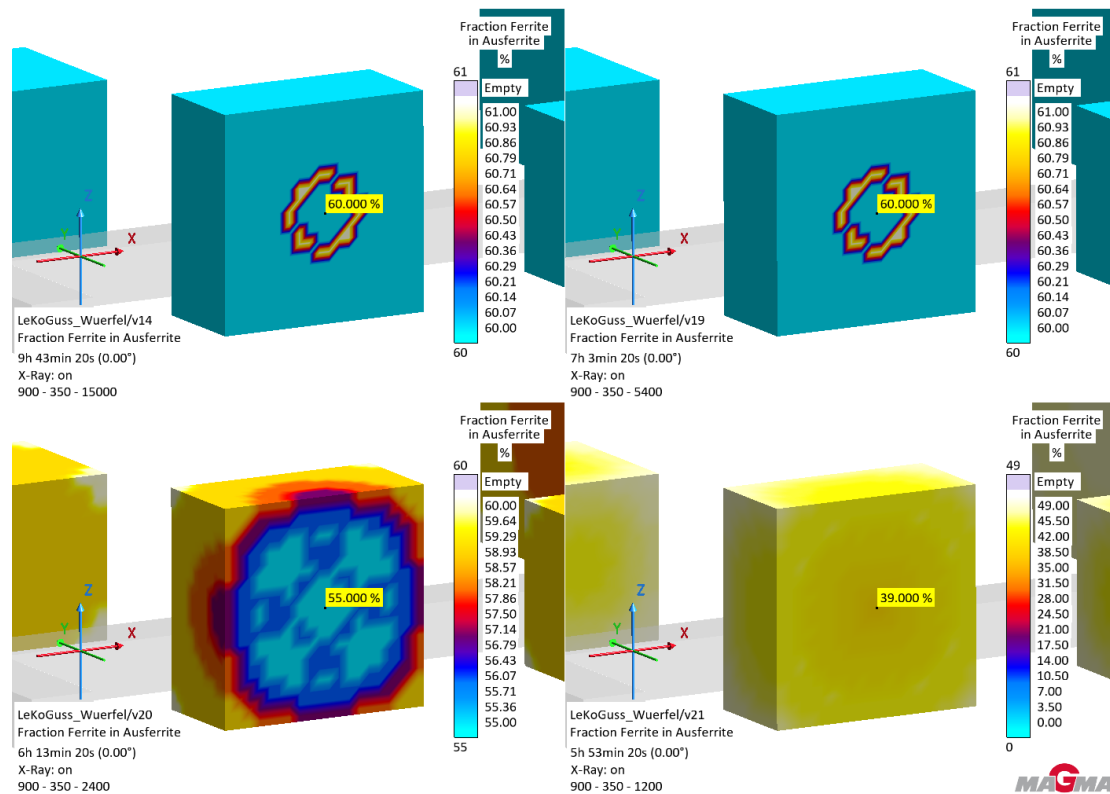 Fraction Ferrite
in Ausferrite
%
61
Empty
61.00
60.93
60.86
60.79
60.71
60.64
60.57
60.50
60.43
60.36
60.29
60.21
60.14
60.07
60.00
60
60.000 %
Z
Y
X
LeKoGuss_Wuerfel/v14
Fraction Ferrite in Ausferrite
9h 43min 20s (0.00°)
X-Ray: on
900 - 350 - 15000
Fraction Ferrite
in Ausferrite
%
61
Empty
61.00
60.93
60.86
60.79
60.71
60.64
60.57
60.50
60.43
60.36
60.29
60.21
60.14
60.07
60.00
60
60.000 %
Z
Y
X
LeKoGuss_Wuerfel/v19
Fraction Ferrite in Ausferrite
7h 3min 20s (0.00°)
X-Ray: on
900 - 350 - 5400
Fraction Ferrite
in Ausferrite
%
60
Empty
60.00
59.64
59.29
58.93
58.57
58.21
57.86
57.50
57.14
56.79
56.43
56.07
55.71
55.36
55.00
55
55.000 %
Z
Y
X
LeKoGuss_Wuerfel/v20
Fraction Ferrite in Ausferrite
6h 13min 20s (0.00°)
X-Ray: on
900 - 350 - 2400
Fraction Ferrite
in Ausferrite
%
49
Empty
49.00
45.50
42.00
38.50
35.00
31.50
28.00
24.50
21.00
17.50
14.00
10.50
7.00
3.50
0.00
0
39.000 %
Z
Y
X
LeKoGuss_Wuerfel/v21
Fraction Ferrite in Ausferrite
5h 53min 20s (0.00°)
X-Ray: on
900 - 350 - 1200
MAGMA